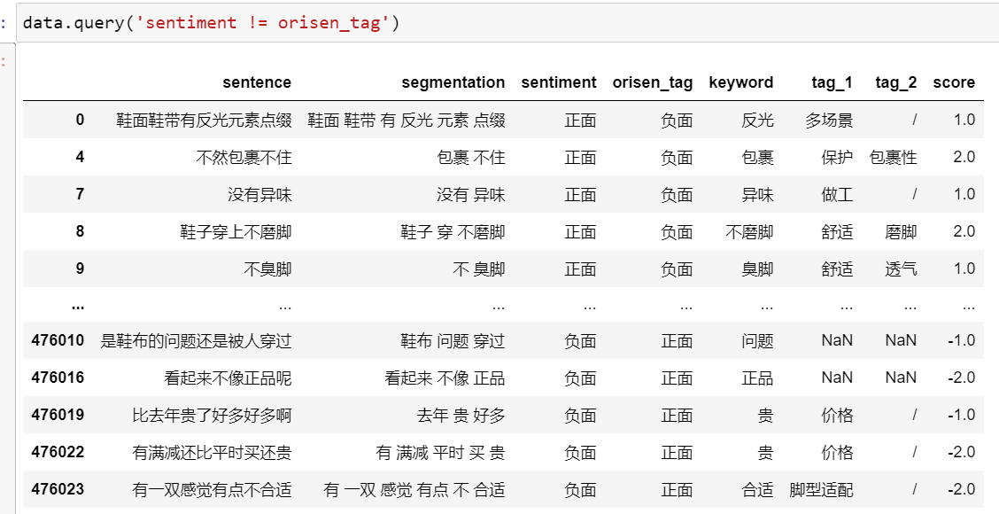 : data.query('sentiment != orisen_tag')
:
sentence segmentation sentiment orisen_tag keyword tag_1 tag_2 score
0 鞋面鞋带有反光元素点缀 鞋面 鞋带 有 反光 元素 点缀 正面 负面 反光 多场景 / 1.0
4 不然包裹不住 包裹 不住 正面 负面 包裹 保护 包裹性 2.0
7 没有异味 没有 异味 正面 负面 异味 做工 / 1.0
8 鞋子穿上不磨脚 鞋子 穿 不磨脚 正面 负面 不磨脚 舒适 磨脚 2.0
9 不臭脚 不 臭脚 正面 负面 臭脚 舒适 透气 1.0
... ... ... ... ... ... ... ... ...
476010 是鞋布的问题还是被人穿过 鞋布 问题 穿过 负面 正面 问题 NaN NaN -1.0
476016 看起来不像正品呢 看起来 不像 正品 负面 正面 正品 NaN NaN -2.0
476019 比去年贵了好多好多啊 去年 贵 好多 负面 正面 贵 价格 / -1.0
476022 有满减还比平时买还贵 有 满减 平时 买 贵 负面 正面 贵 价格 / -2.0
476023 有一双感觉有点不合适 有 一双 感觉 有点 不 合适 负面 正面 合适 脚型适配 / -2.0